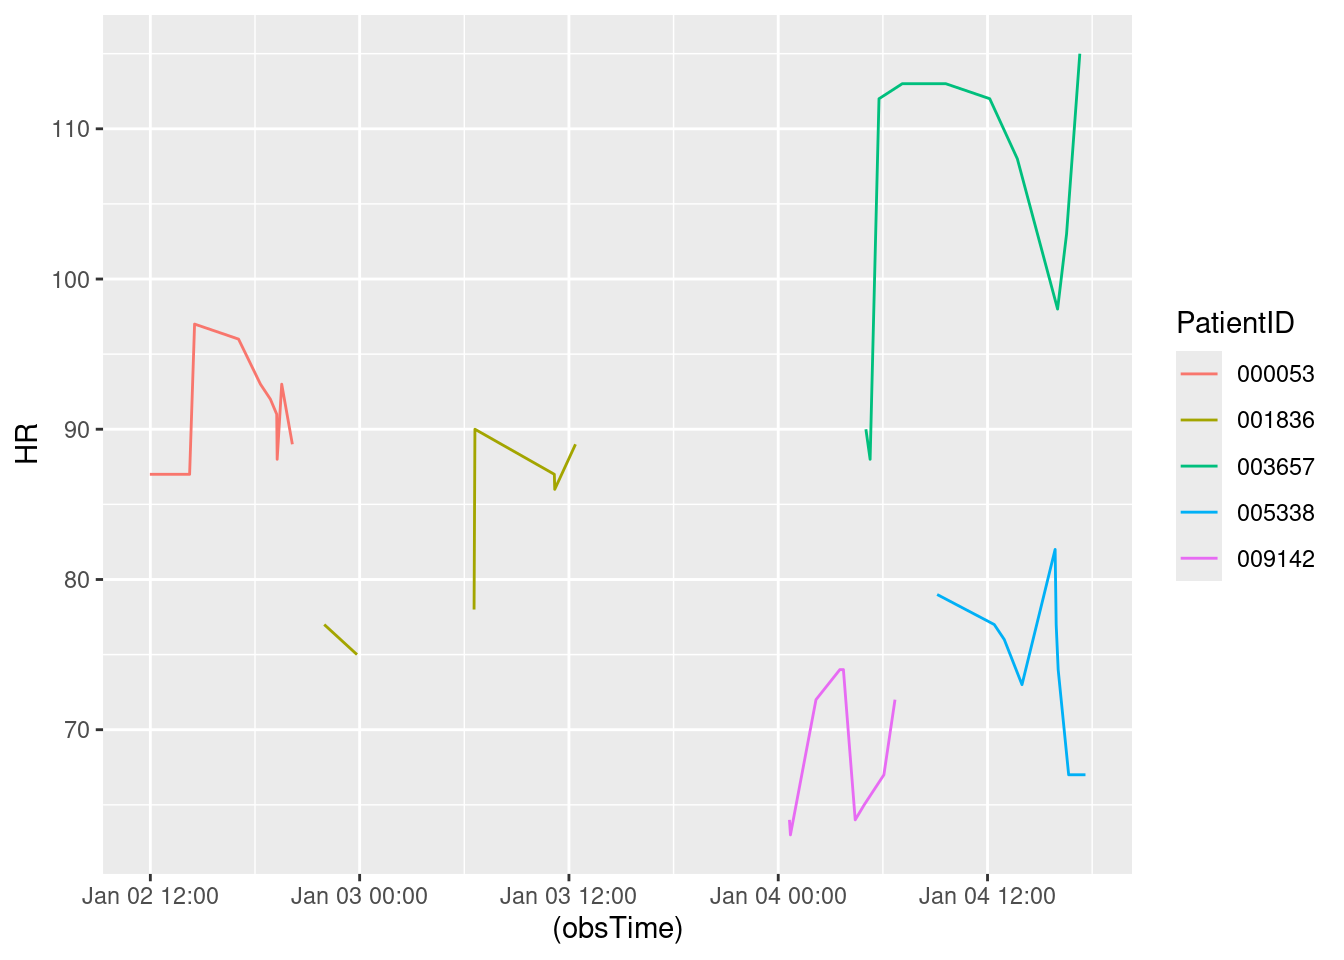 HR
110
100
90
80
70
Jan 02 12:00
Jan 03 00:00
Jan 03 12:00
Jan 04 00:00
Jan 04 12:00
(obsTime)
PatientID
000053
001836
003657
005338
009142